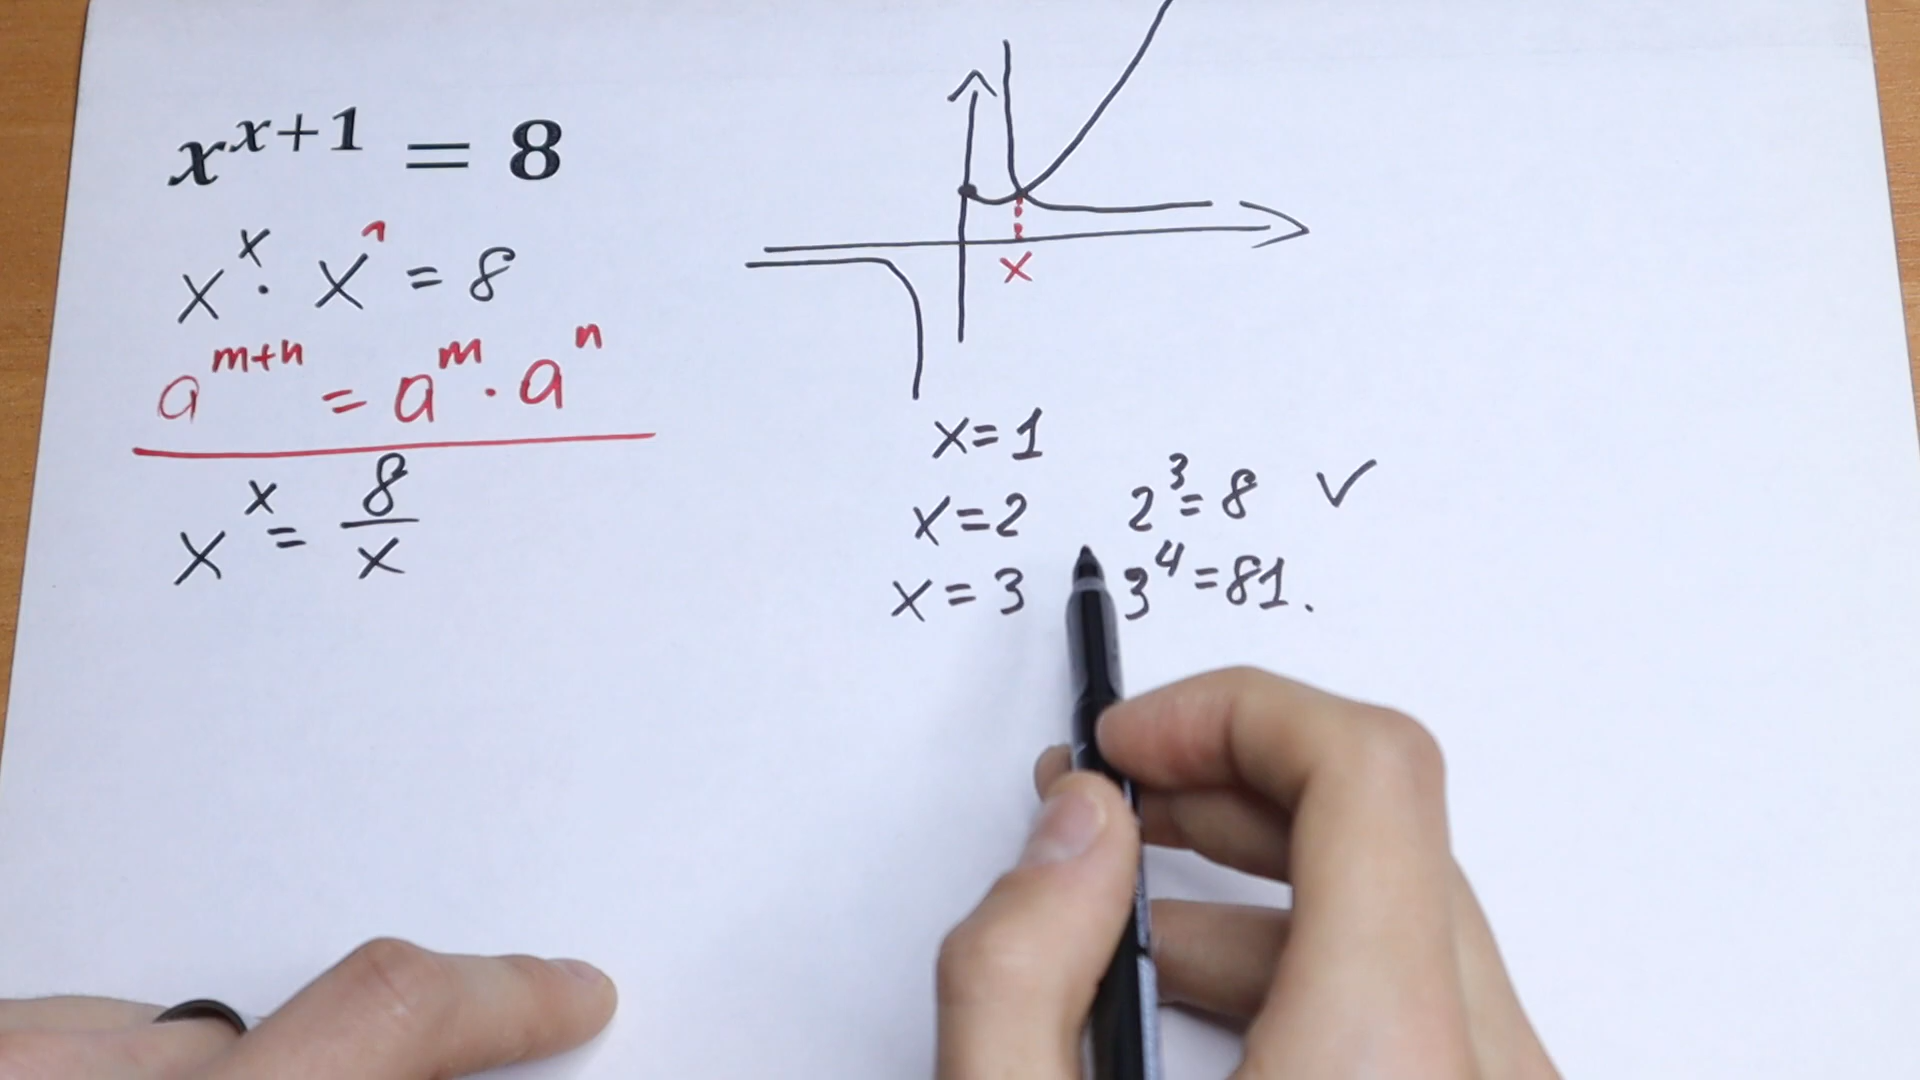 x^{x+1} = 8
x^x · x^1 = 8
a^{m+n} = a^m · a^n
x^x = 8/x
x
x=1
x=2 2^3=8 ✓
x=3 3^4=81.